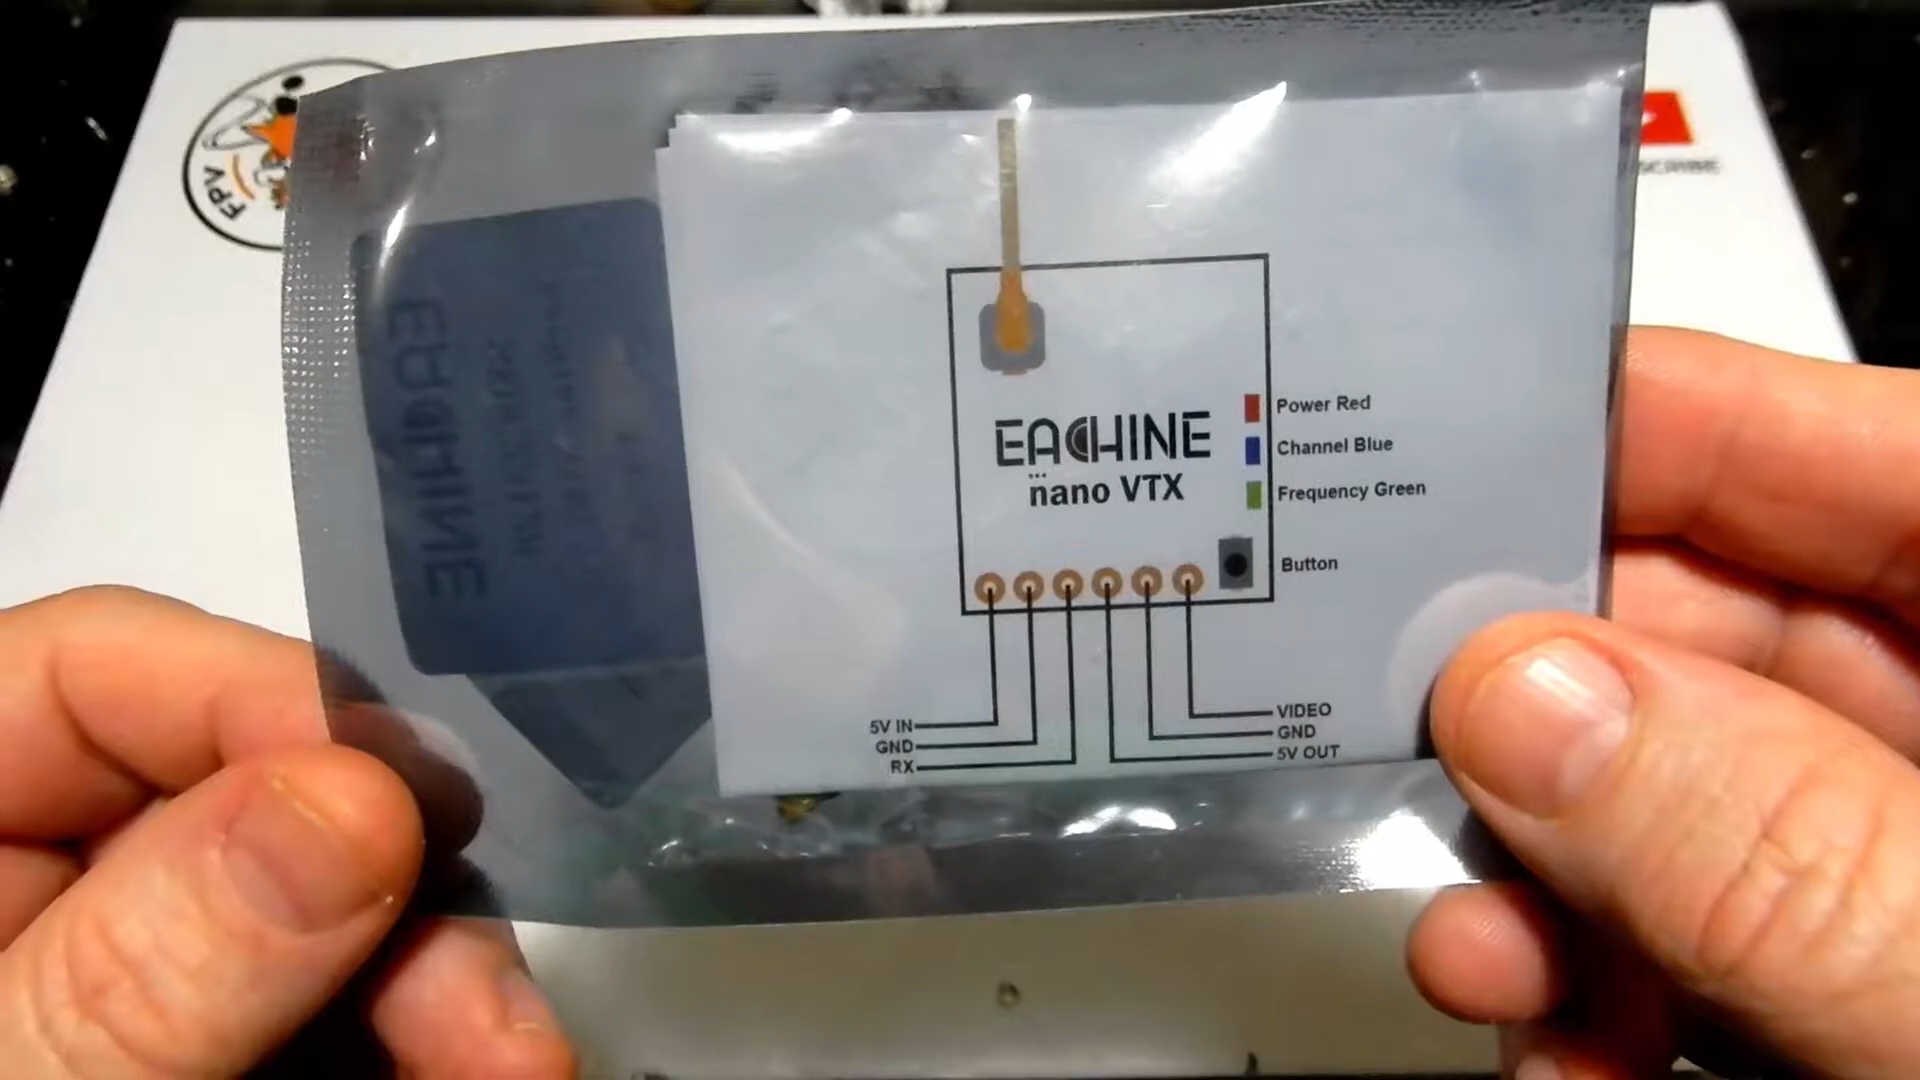 FPV
EACHINE
EACHINE
nano VTX
Power Red
Channel Blue
Frequency Green
Button
5V IN
GND
RX
VIDEO
GND
5V OUT